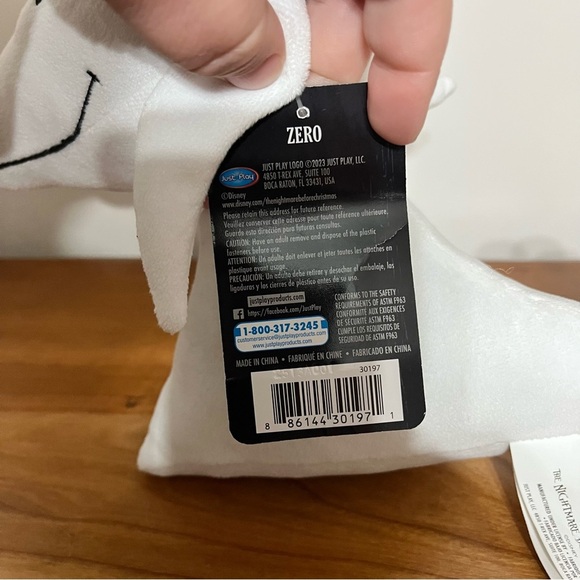 ZERO
Just Play
JUST PLAY LOGO ©2023 JUST PLAY, LLC.
4850 T-REX AVE, SUITE 100
BOCA RATON, FL 33431, USA
©Disney
www.disney.com/thenightmarebeforechristmas
Please retain this address for future reference.
Veuillez conserver cette adresse pour toute référence ultérieure.
Guarde esta dirección para futuras consultas.
CAUTION: Have an adult remove and dispose of the plastic
fasteners before use.
ATTENTION: Un adulte doit enlever et jeter toutes les attaches en
plastique avant usage.
PRECAUCIÓN: Un adulto debe retirar y desechar el embalaje, las
ligaduras y los cierres de plástico antes de su uso.
justplayproducts.com
https://facebook.com/JustPlay
1-800-317-3245
customerservice@justplayproducts.com
www.justplayproducts.com
CONFORMS TO THE SAFETY
REQUIREMENTS OF ASTM F963
CONFORME AUX EXIGENCES
DE SÉCURITÉ ASTM F963
CUMPLE LOS REQUISITOS DE
SEGURIDAD DE ASTM F963
MADE IN CHINA • FABRIQUÉ EN CHINE • FABRICADO EN CHINA
30197
8 86144 30197 1
THE NIGHTMARE